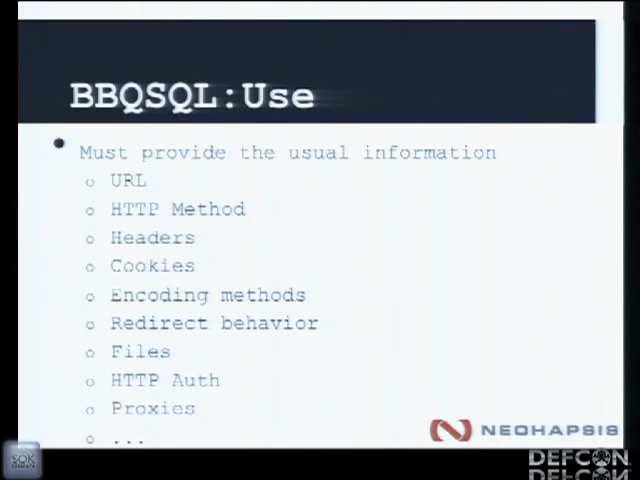 BBQSQL:Use
Must provide the usual information
URL
HTTP Method
Headers
Cookies
Encoding methods
Redirect behavior
Files
HTTP Auth
Proxies
...
NEOHAPSIS
SOK
DEFCON